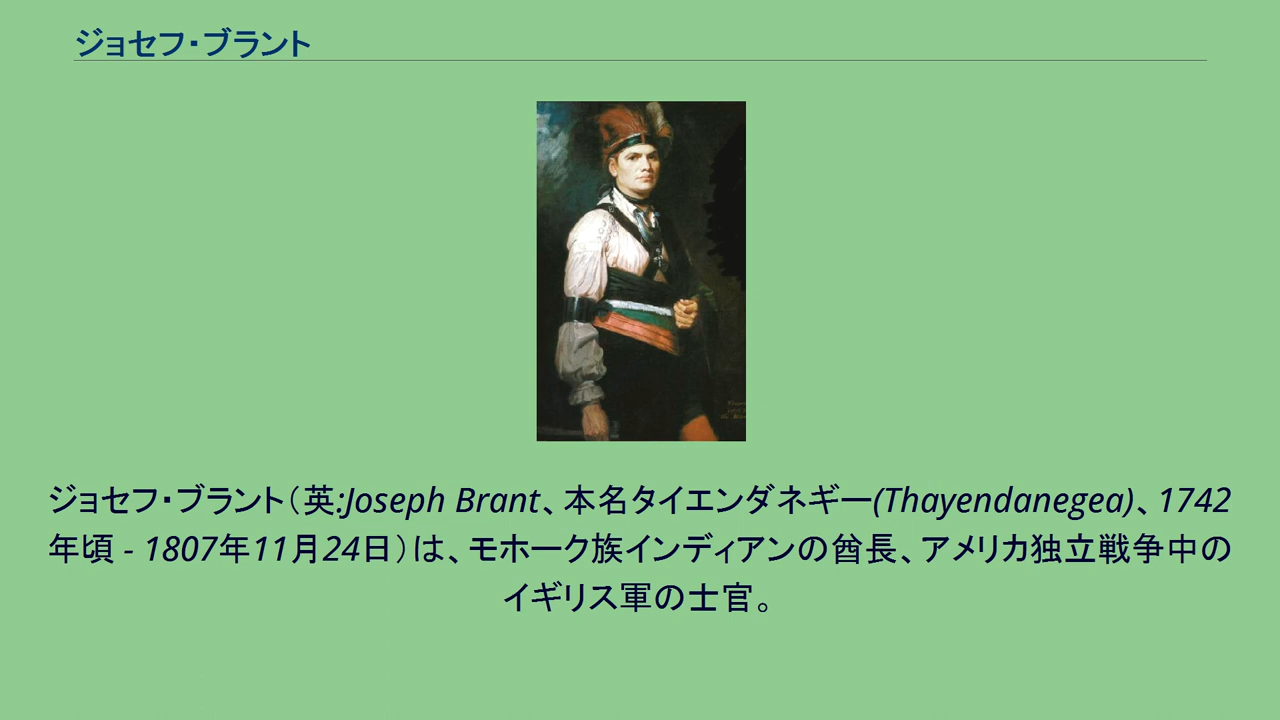 ジョセフ・ブラント
ジョセフ・ブラント（英:Joseph Brant、本名タイエンダネギー(Thayendanegea)、1742
年頃 - 1807年11月24日）は、モホーク族インディアンの酋長、アメリカ独立戦争中の
イギリス軍の士官。